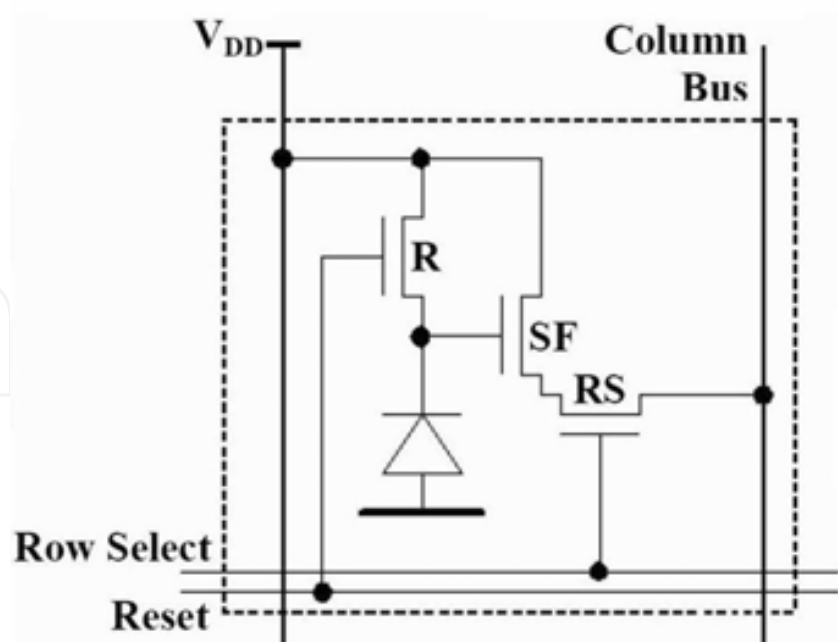 VDD
Column
Bus
R
SF
RS
Row Select
Reset